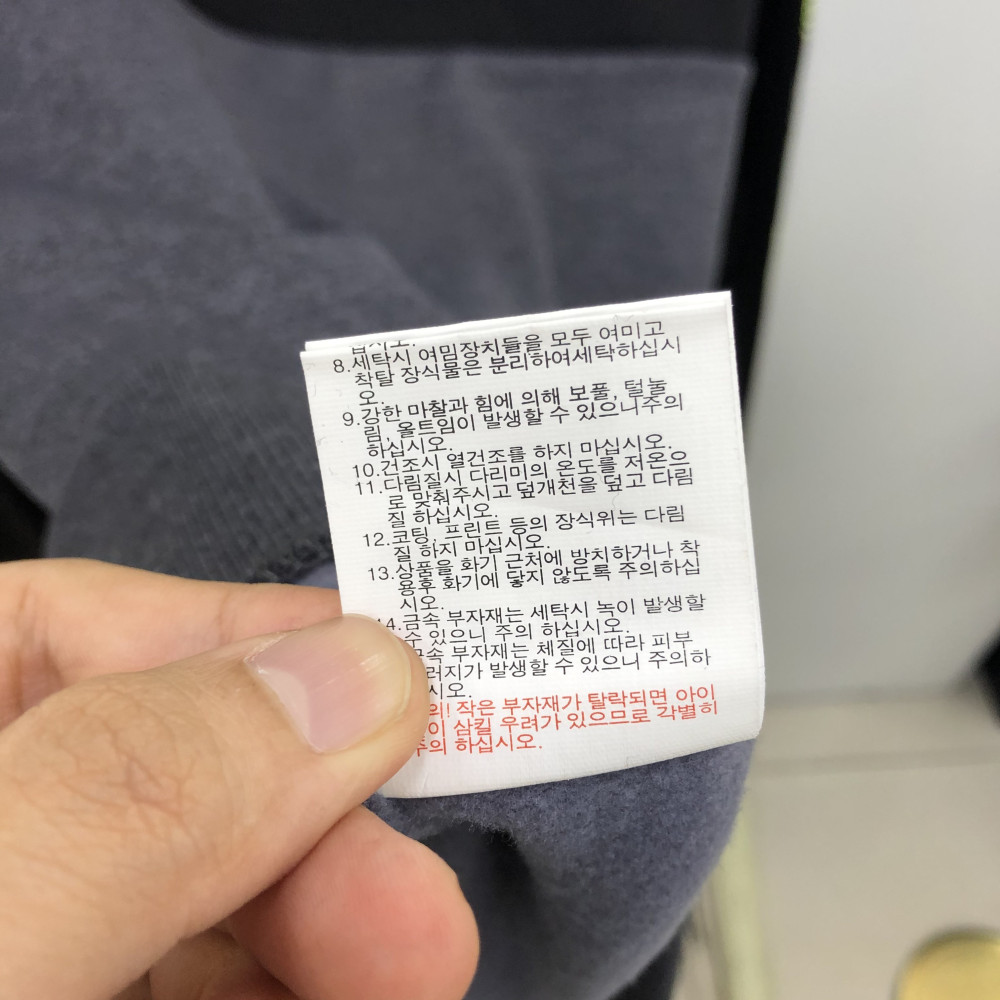 8.세탁시 여밈장치들을 모두 여미고
착탈 장식물은 분리하여세탁하십시
오.
9.강한 마찰과 힘에 의해 보풀, 털눌
림, 올트임이 발생할 수 있으니주의
하십시오.
10.건조시 열건조를 하지 마십시오.
11.다림질시 다리미의 온도를 저온으
로 맞춰주시고 덮개천을 덮고 다림
질 하십시오.
12.코팅, 프린트 등의 장식위는 다림
질 하지 마십시오.
13.상품을 화기 근처에 방치하거나 착
용후 화기에 닿지 않도록 주의하십
시오.
14.금속 부자재는 세탁시 녹이 발생할
수 있으니 주의 하십시오.
부자재는 체질에 따라 피부
발생할 수 있으니 주의하
시오.
작은 부자재가 탈락되면 아이
삼킬 우려가 있으므로 각별히
주의 하십시오.